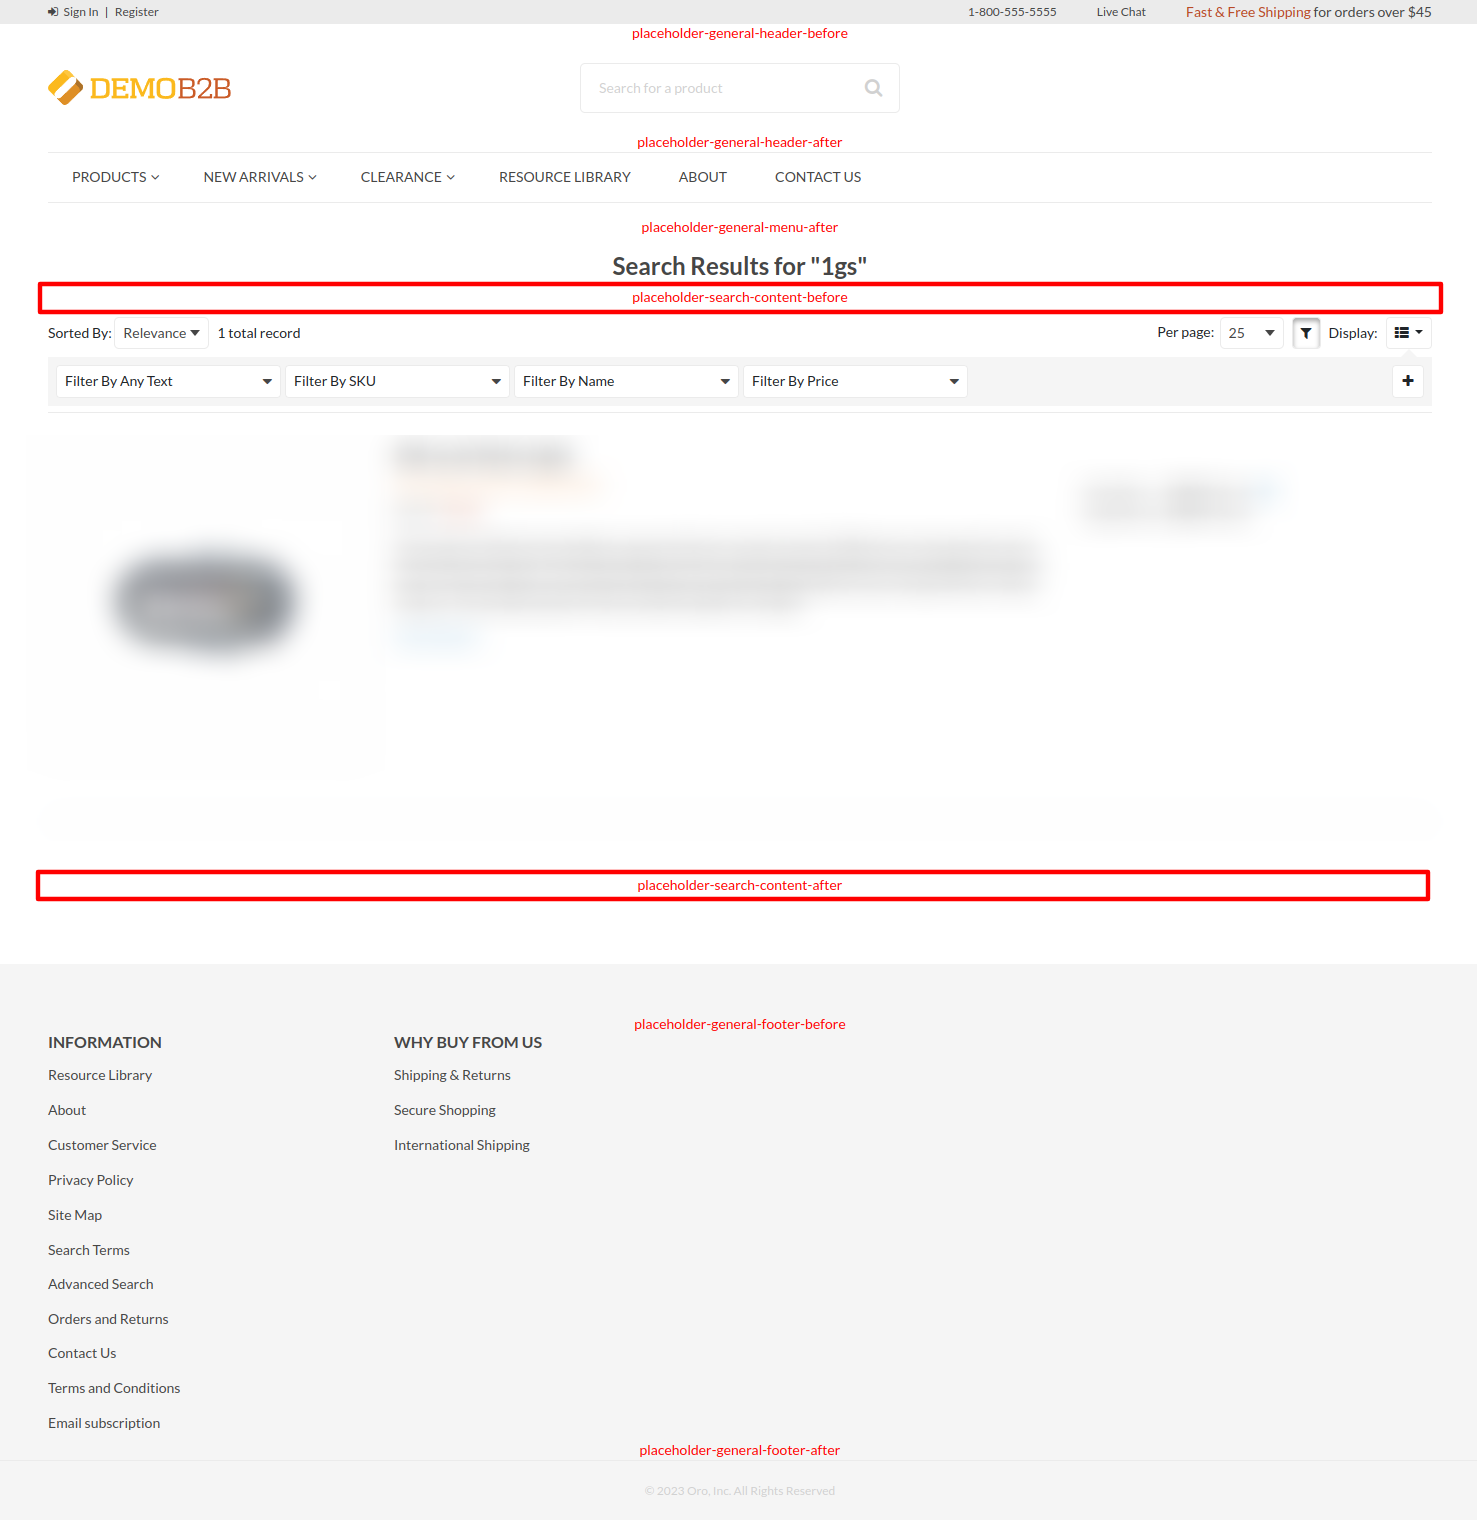 Sign In | Register 1-800-555-5555 Live Chat Fast & Free Shipping for orders over $45
placeholder-general-header-before
DEMOB2B Search for a product
placeholder-general-header-after
PRODUCTS NEW ARRIVALS CLEARANCE RESOURCE LIBRARY ABOUT CONTACT US
placeholder-general-menu-after
Search Results for "1gs"
placeholder-search-content-before
Sorted By: Relevance 1 total record Per page: 25 Display:
Filter By Any Text Filter By SKU Filter By Name Filter By Price
placeholder-search-content-after
placeholder-general-footer-before
INFORMATION
Resource Library
About
Customer Service
Privacy Policy
Site Map
Search Terms
Advanced Search
Orders and Returns
Contact Us
Terms and Conditions
Email subscription
WHY BUY FROM US
Shipping & Returns
Secure Shopping
International Shipping
placeholder-general-footer-after
© 2023 Oro, Inc. All Rights Reserved